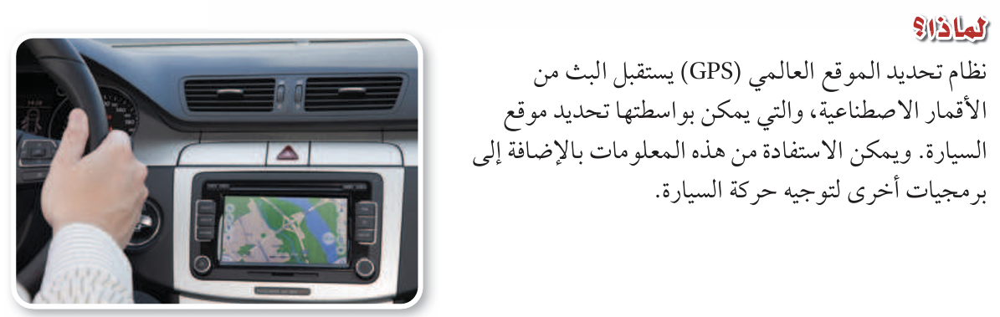 لماذا؟
نظام تحديد الموقع العالمي (GPS) يستقبل البث من
الأقمار الاصطناعية، والتي يمكن بواسطتها تحديد موقع
السيارة. ويمكن الاستفادة من هذه المعلومات بالإضافة إلى
برمجيات أخرى لتوجيه حركة السيارة.